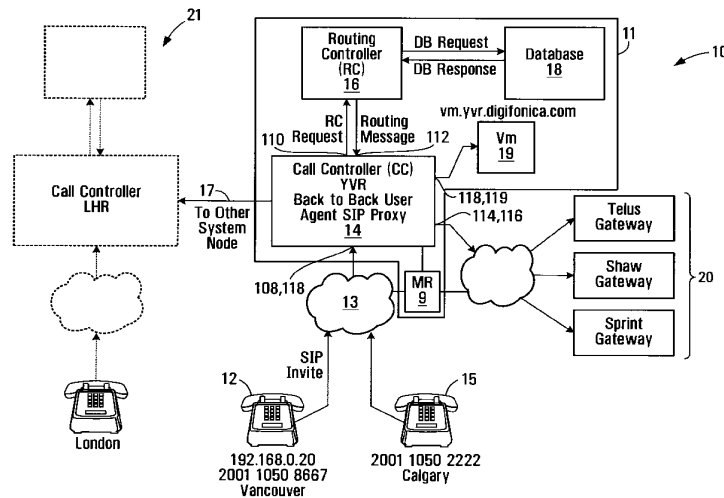 21
11
10
Routing
Controller
(RC)
16
DB Request
DB Response
Database
18
vm.yvr.digifonica.com
110
RC
Request
Routing
Message
112
Vm
19
Call Controller
LHR
17
To Other
System
Node
Call Controller (CC)
YVR
Back to Back User
Agent SIP Proxy
14
118,119
114,116
Telus
Gateway
Shaw
Gateway
Sprint
Gateway
20
108,118
13
MR
9
SIP
Invite
12
15
London
192.168.0.20
2001 1050 8667
Vancouver
2001 1050 2222
Calgary